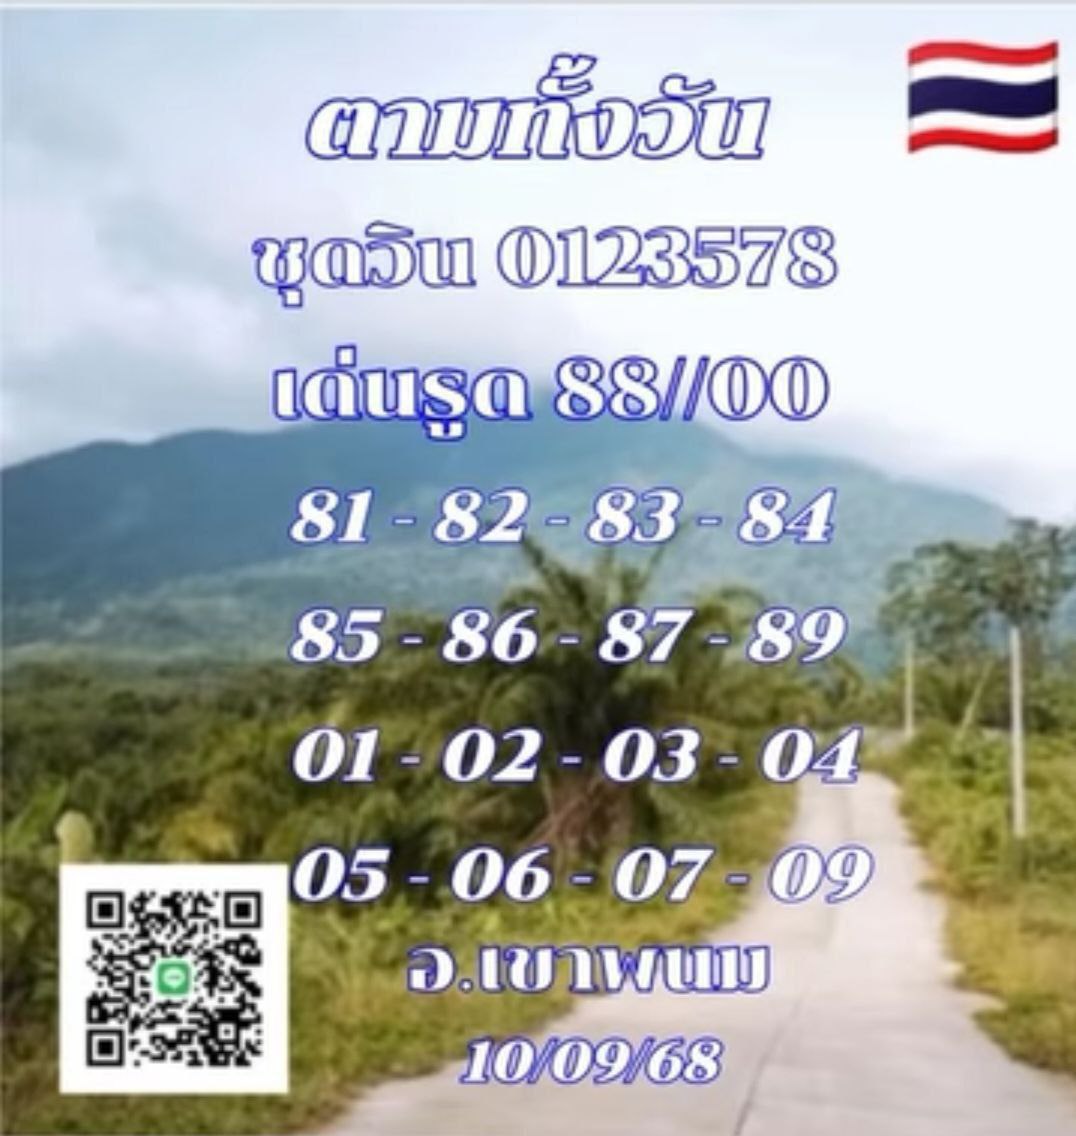 ตามทั้งวัน
ชุดวิน 0123578
เด่นรูด 88//00
81 - 82 - 83 - 84
85 - 86 - 87 - 89
01 - 02 - 03 - 04
05 - 06 - 07 - 09
อ.เขาพนม
10/09/68